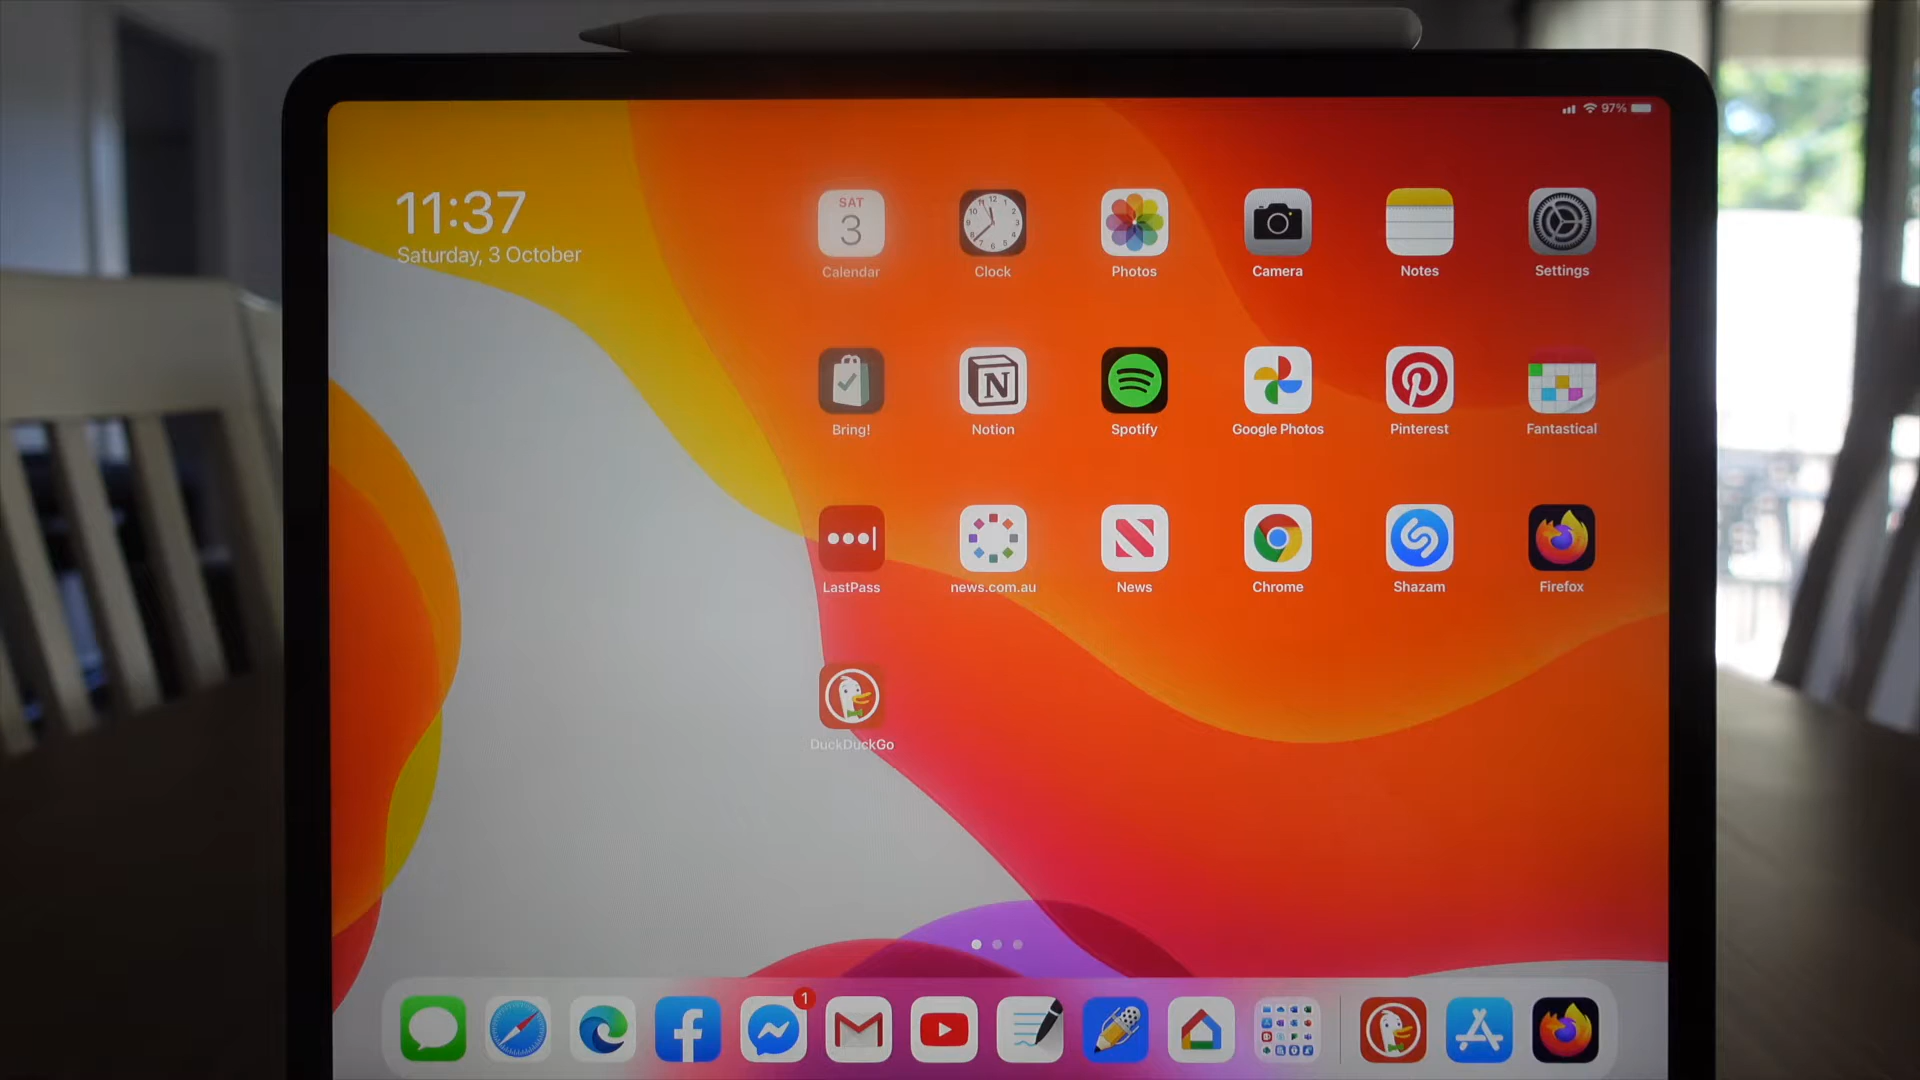 97%
11:37
Saturday, 3 October
SAT
3
Calendar
Clock
Photos
Camera
Notes
Settings
Bring!
N
Notion
Spotify
Google Photos
Pinterest
Fantastical
LastPass
news.com.au
News
Chrome
Shazam
Firefox
DuckDuckGo
1